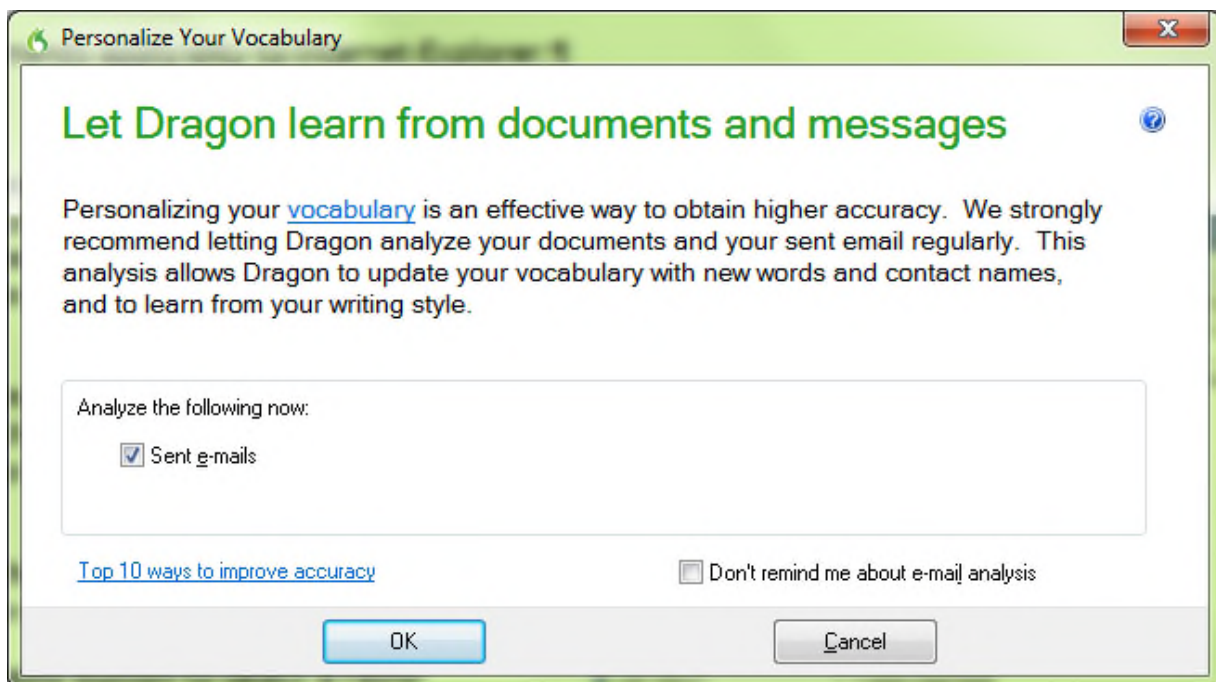 Personalize Your Vocabulary
Let Dragon learn from documents and messages
Personalizing your vocabulary is an effective way to obtain higher accuracy.  We strongly
recommend letting Dragon analyze your documents and your sent email regularly.  This
analysis allows Dragon to update your vocabulary with new words and contact names,
and to learn from your writing style.
Analyze the following now:
Sent e-mails
Top 10 ways to improve accuracy
Don't remind me about e-mail analysis
OK
Cancel